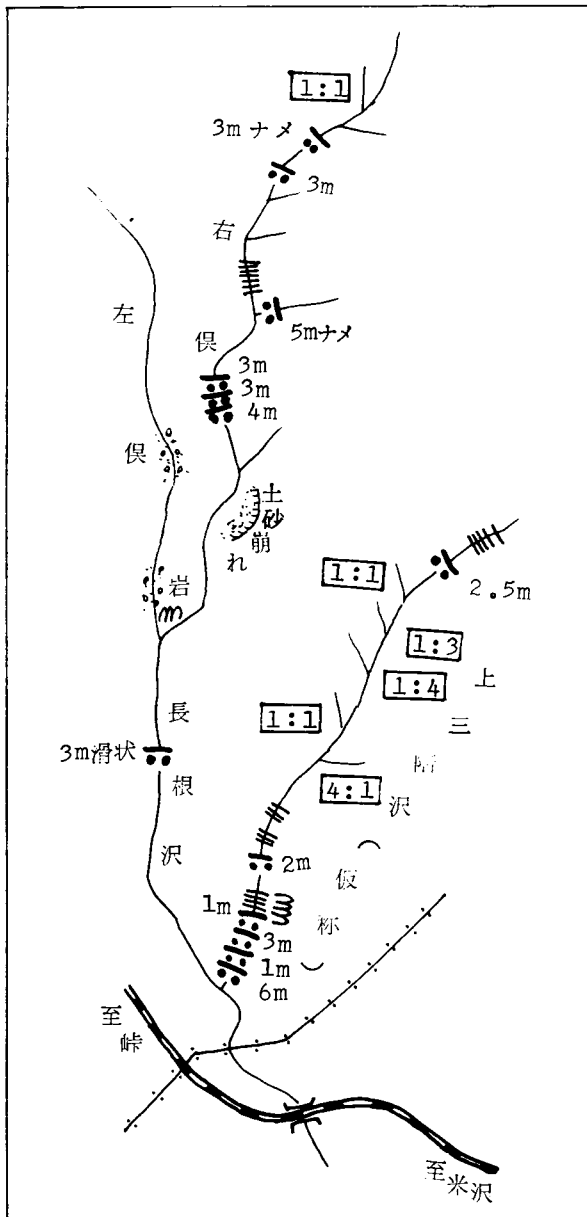 1:1
3mナメ
3m
右俣
5mナメ
3m
3m
4m
左俣
土砂崩れ
岩長根沢
3m滑状
2.5m
1:1
1:3
1:4
1:1
4:1
上三
沢
(仮称)
2m
1m
3m
1m
6m
至峠
至米沢